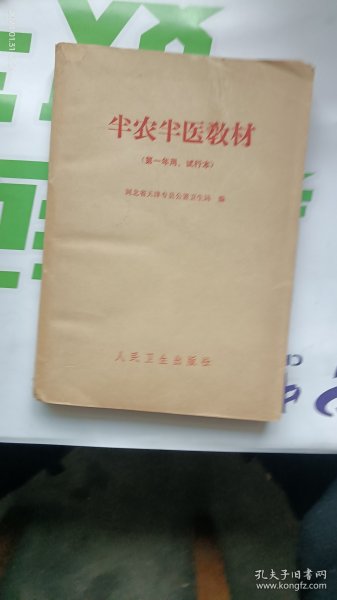 半农半医教材
（第一年用，试行本）
河北省天津专员公署卫生局 编
人民卫生出版社
孔夫子旧书网
www.kongfz.com